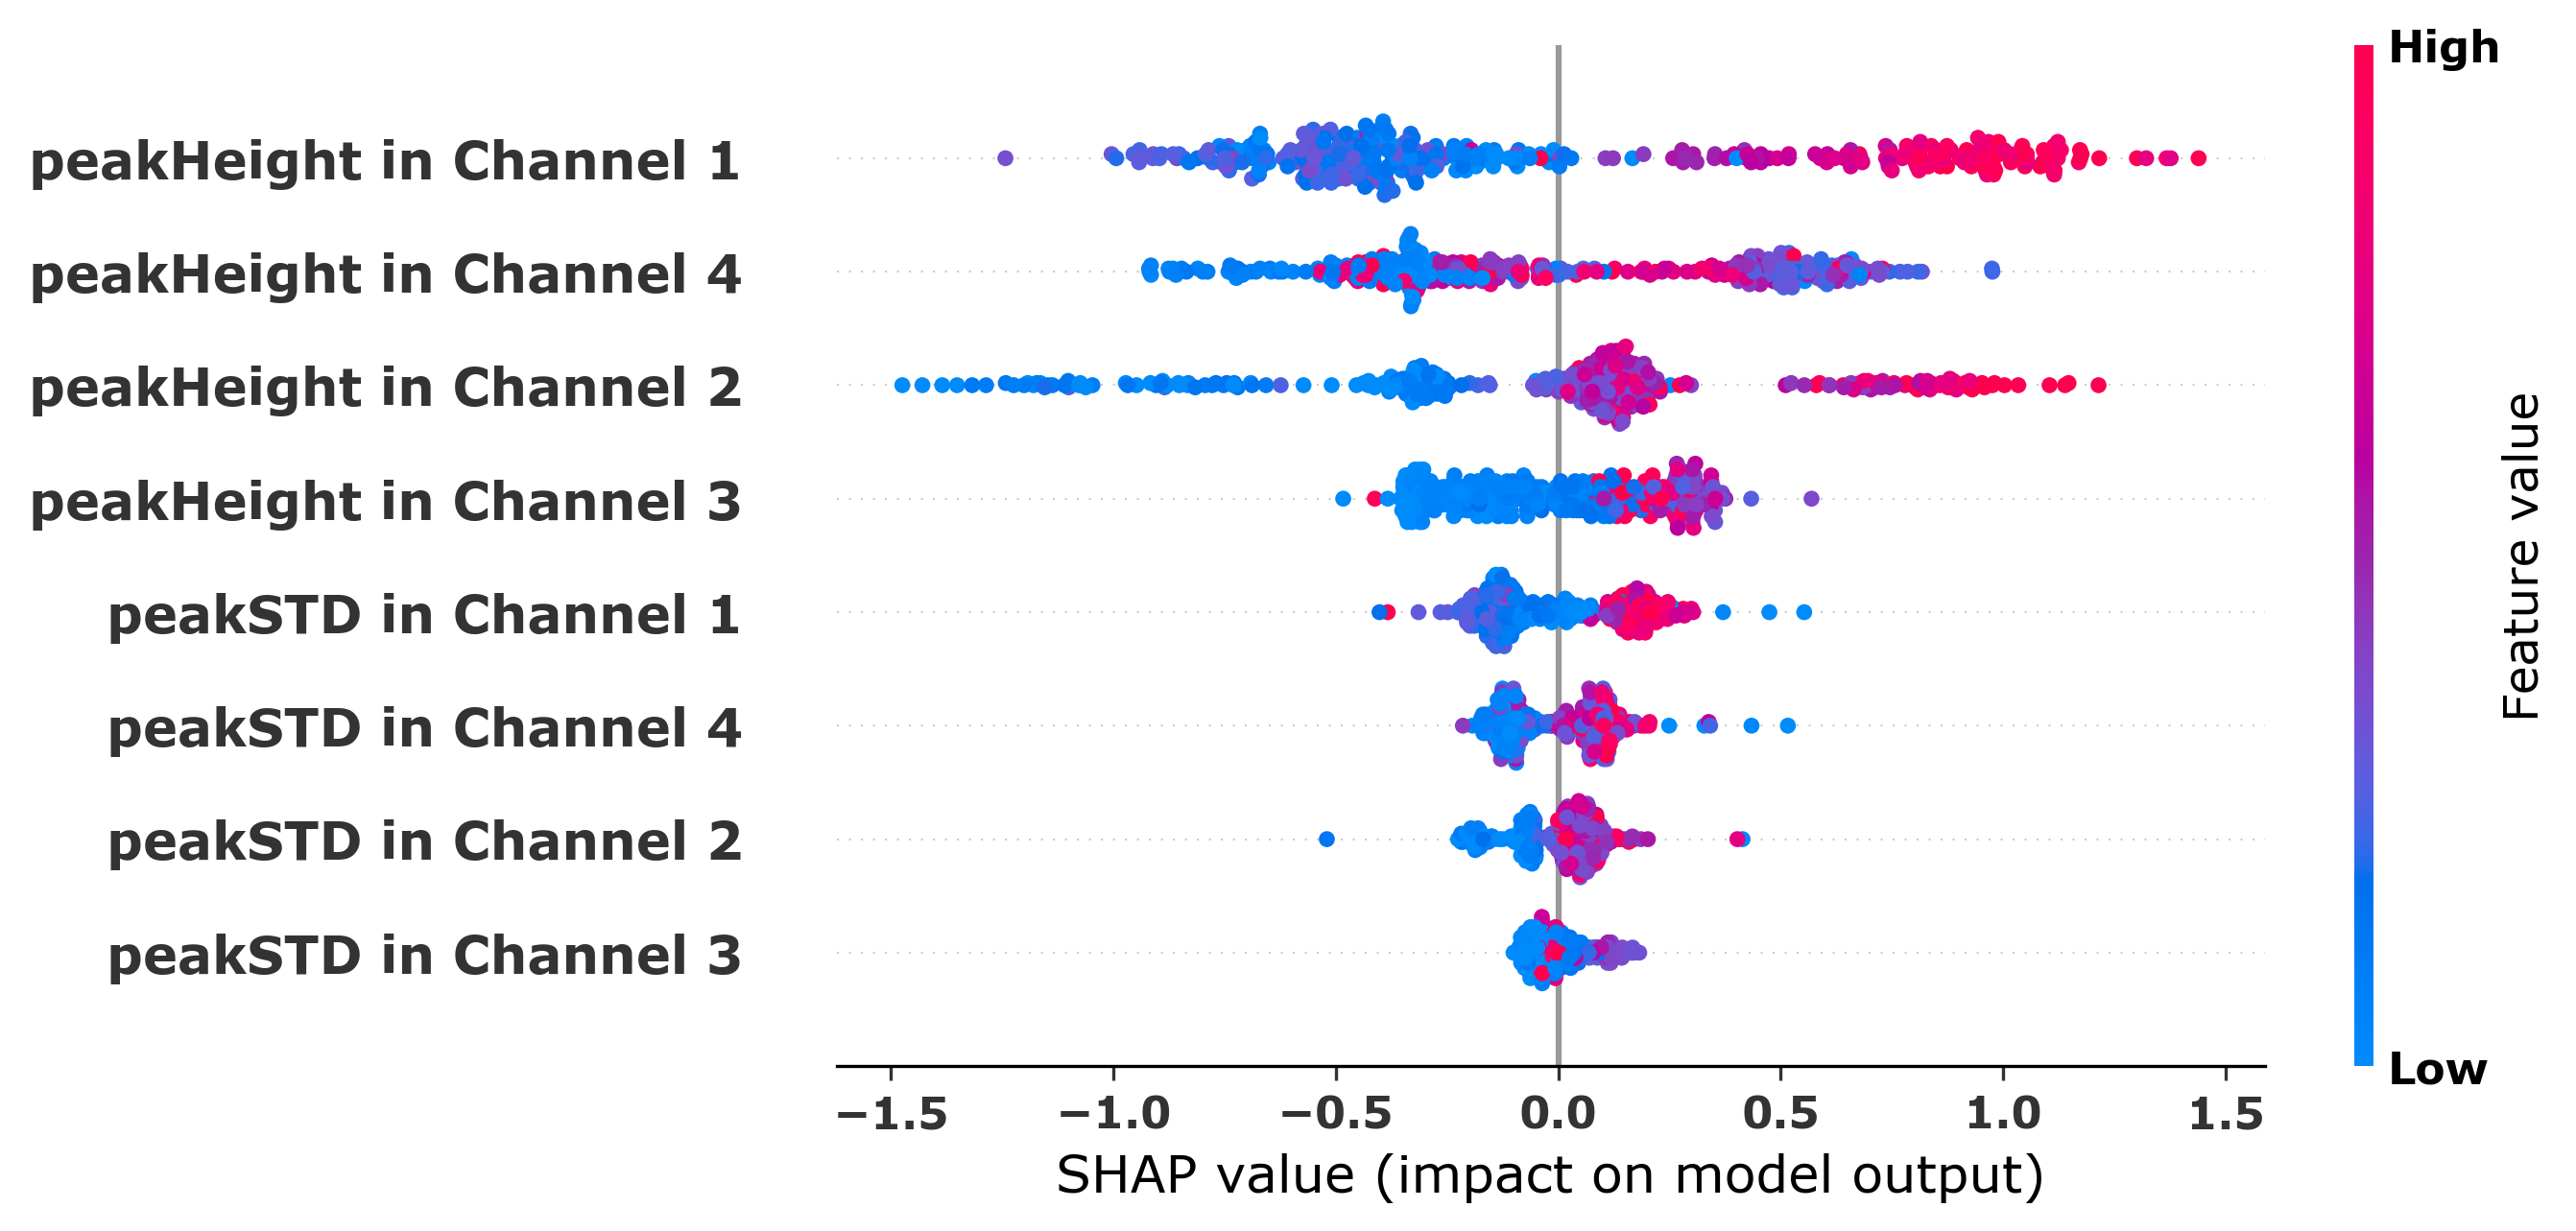 High
peakHeight in Channel 1
peakHeight in Channel 4
peakHeight in Channel 2
peakHeight in Channel 3
peakSTD in Channel 1
peakSTD in Channel 4
peakSTD in Channel 2
peakSTD in Channel 3
Feature value
Low
−1.5 −1.0 −0.5 0.0 0.5 1.0 1.5
SHAP value (impact on model output)